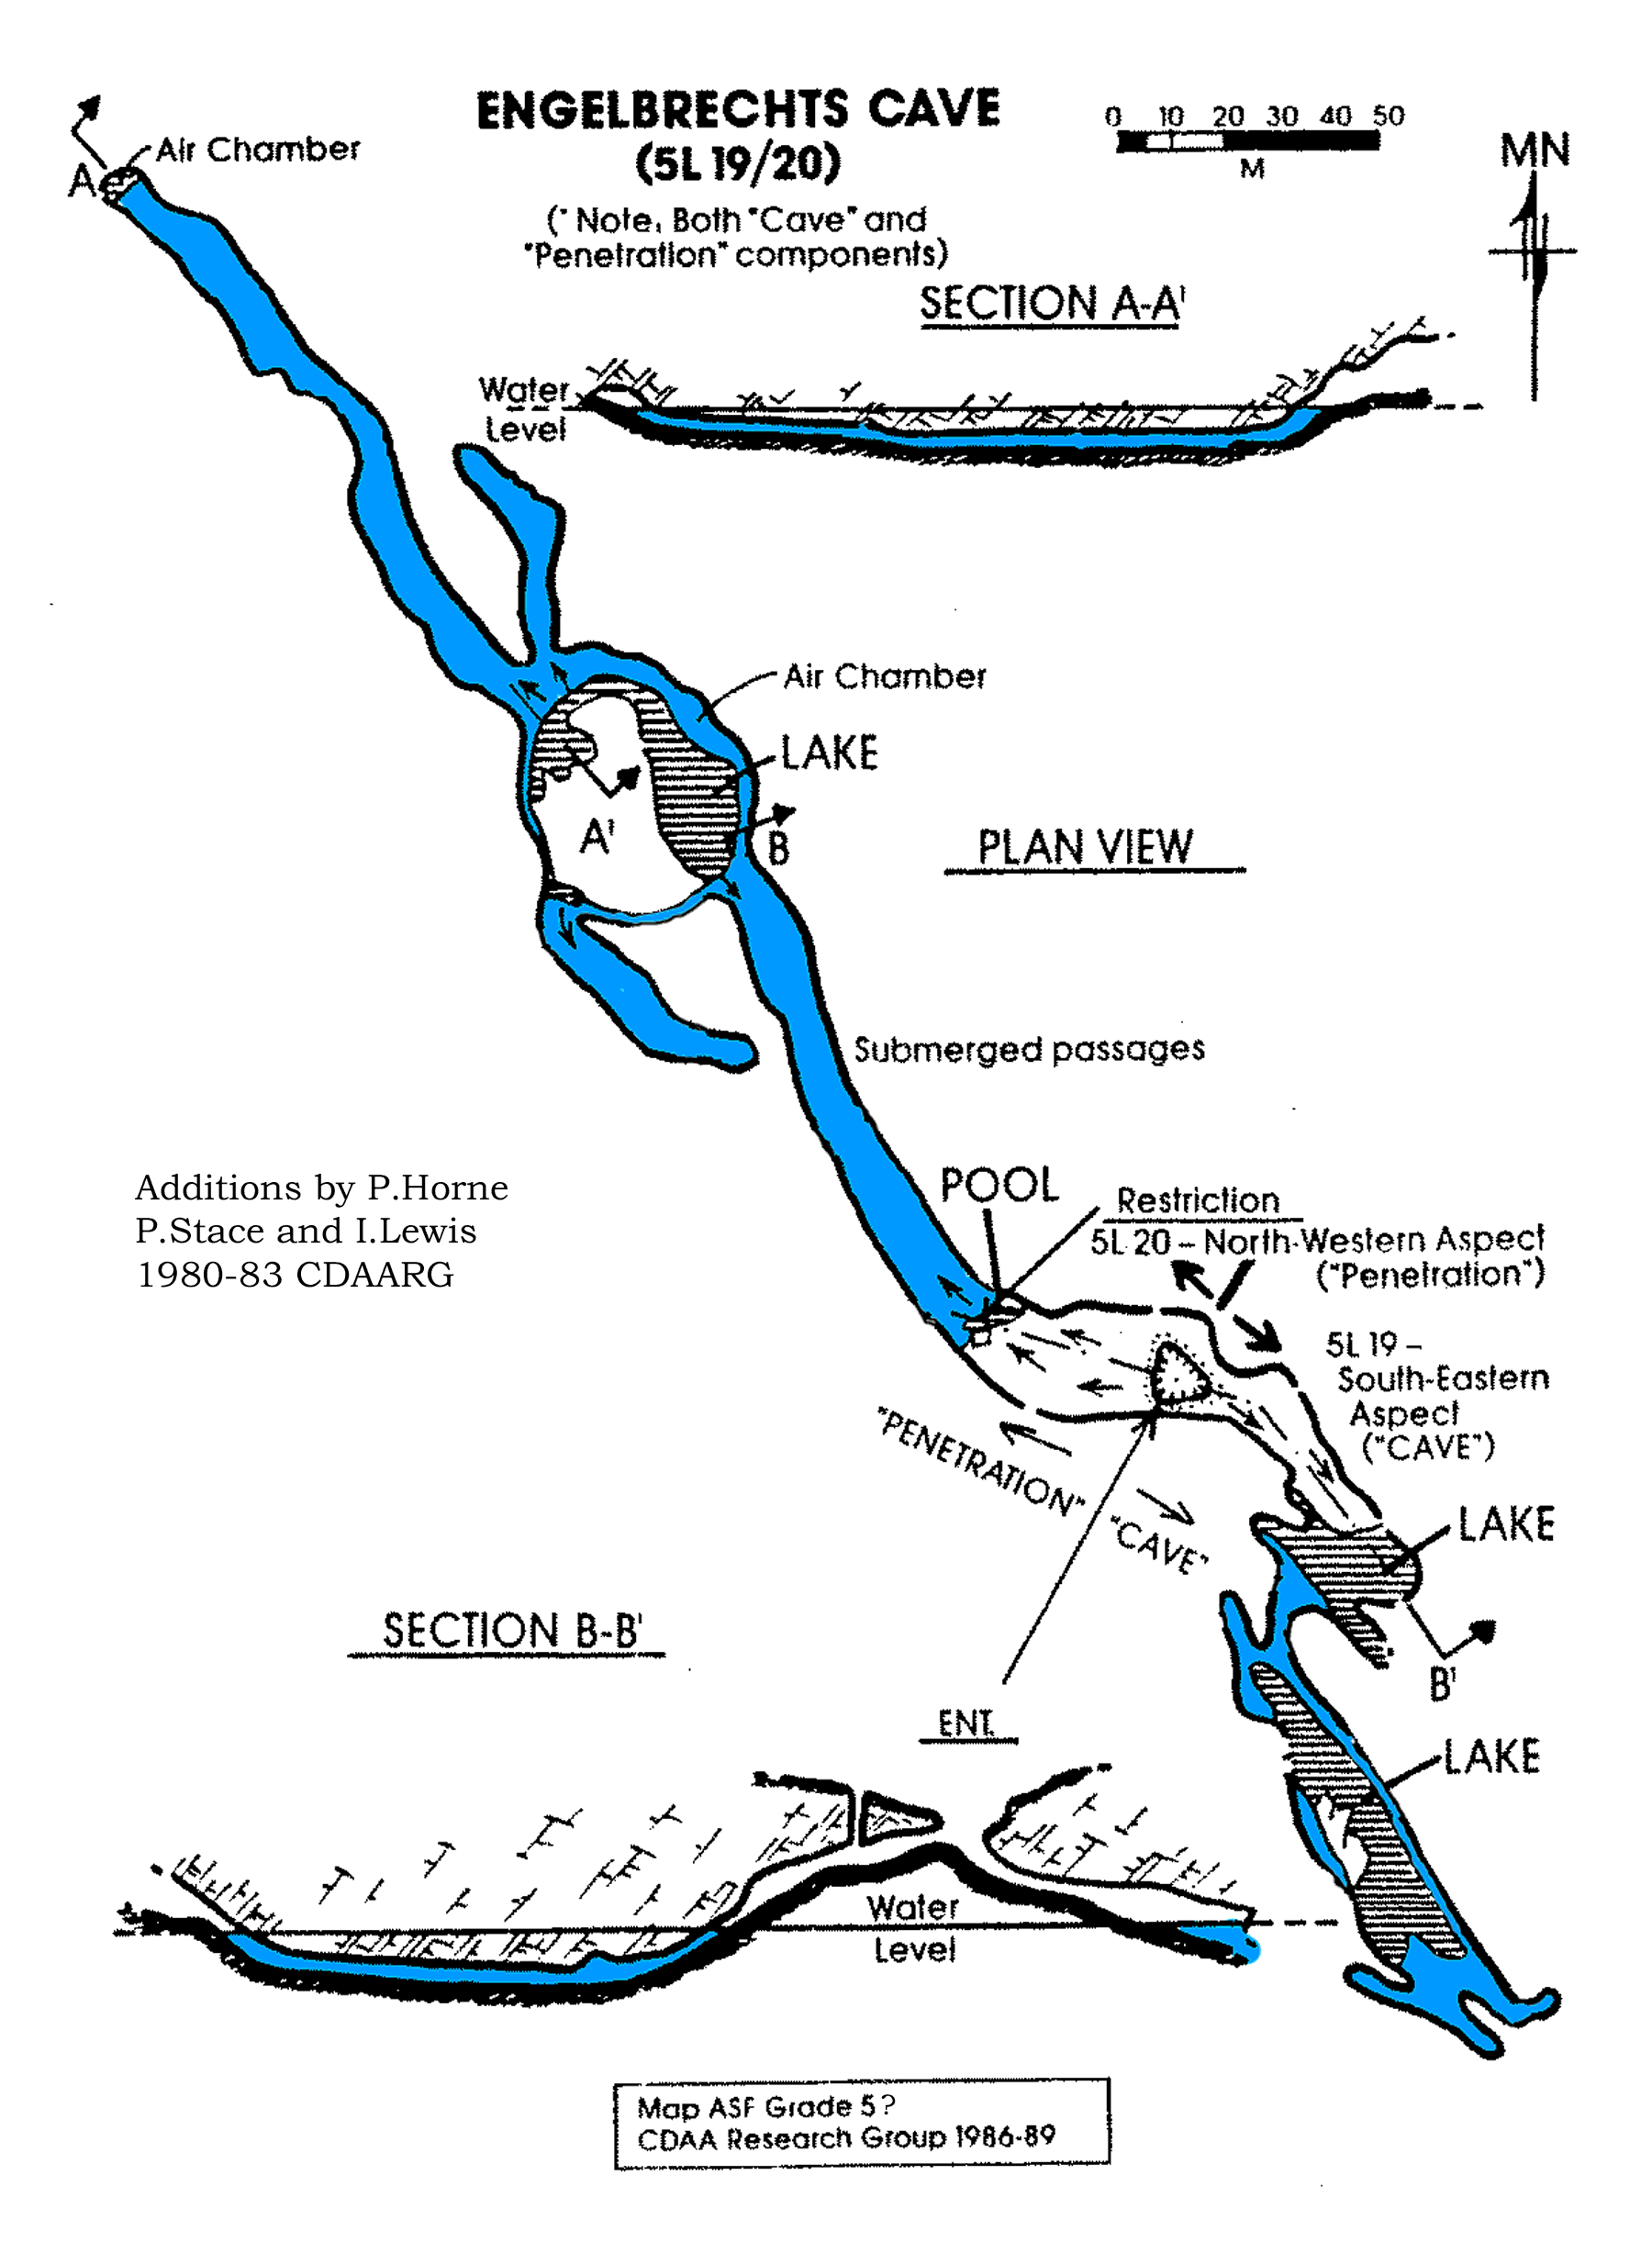 ENGELBRECHTS CAVE
(5L 19/20)
(* Note, Both "Cave" and
"Penetration" components)
0 10 20 30 40 50
M
MN
A
Air Chamber
SECTION A-A'
Water
Level
Air Chamber
LAKE
A'
B
PLAN VIEW
Submerged passages
Additions by P.Horne
P.Stace and I.Lewis
1980-83 CDAARG
POOL
Restriction
5L 20 - North-Western Aspect
("Penetration")
5L 19 -
South-Eastern
Aspect
("CAVE")
"PENETRATION"
"CAVE"
LAKE
B'
LAKE
SECTION B-B'
ENT.
Water
Level
Map ASF Grade 5?
CDAA Research Group 1986-89